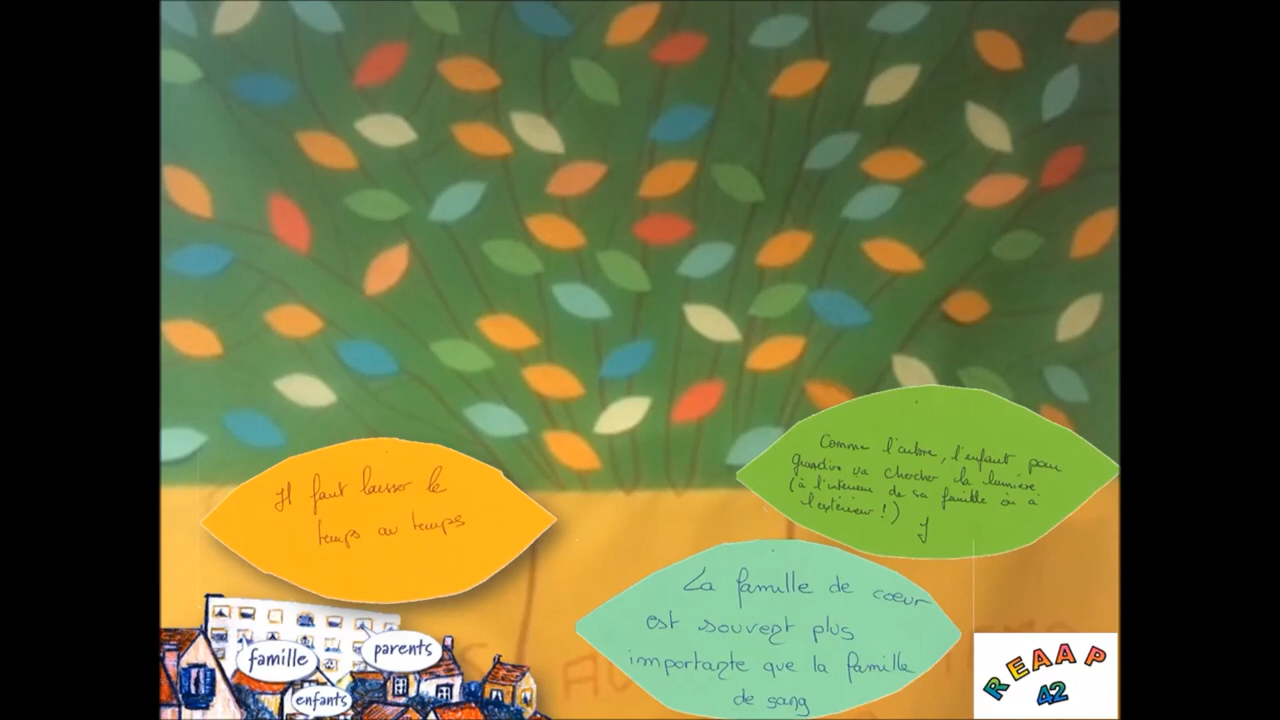 Il faut laisser le
temps au temps
Comme l'arbre, l'enfant pour
grandir va chercher la lumière
(à l'intérieur de sa famille ou à
l'extérieur !)
La famille de cœur
est souvent plus
importante que la famille
de sang
famille
parents
enfants
REAAP
42